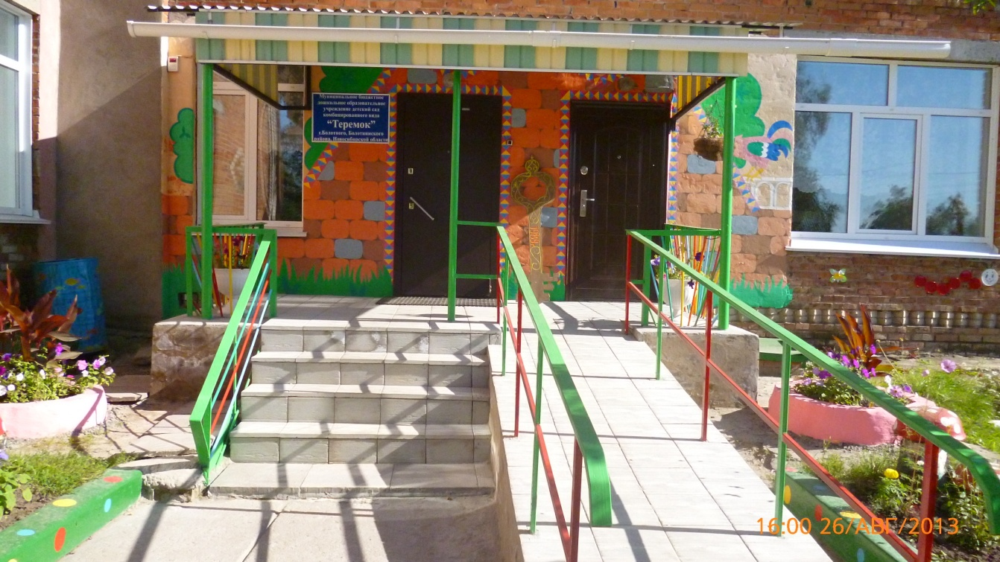 Муниципальное бюджетное
дошкольное образовательное
учреждение детский сад
комбинированного вида
“Теремок”
г.Болотного, Болотнинского
района, Новосибирской области
16:00 26/АВГ/2013